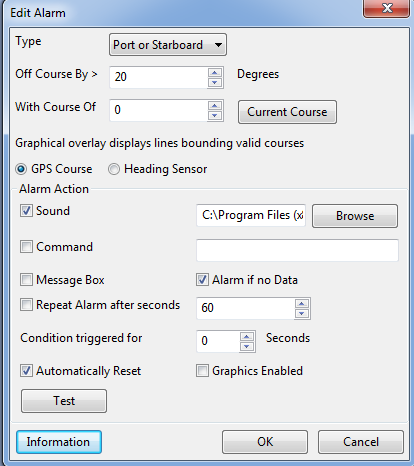 Edit Alarm
Type Port or Starboard
Off Course By > 20 Degrees
With Course Of 0 Current Course
Graphical overlay displays lines bounding valid courses
GPS Course Heading Sensor
Alarm Action
Sound C:\Program Files (x Browse
Command
Message Box Alarm if no Data
Repeat Alarm after seconds 60
Condition triggered for 0 Seconds
Automatically Reset Graphics Enabled
Test
Information OK Cancel